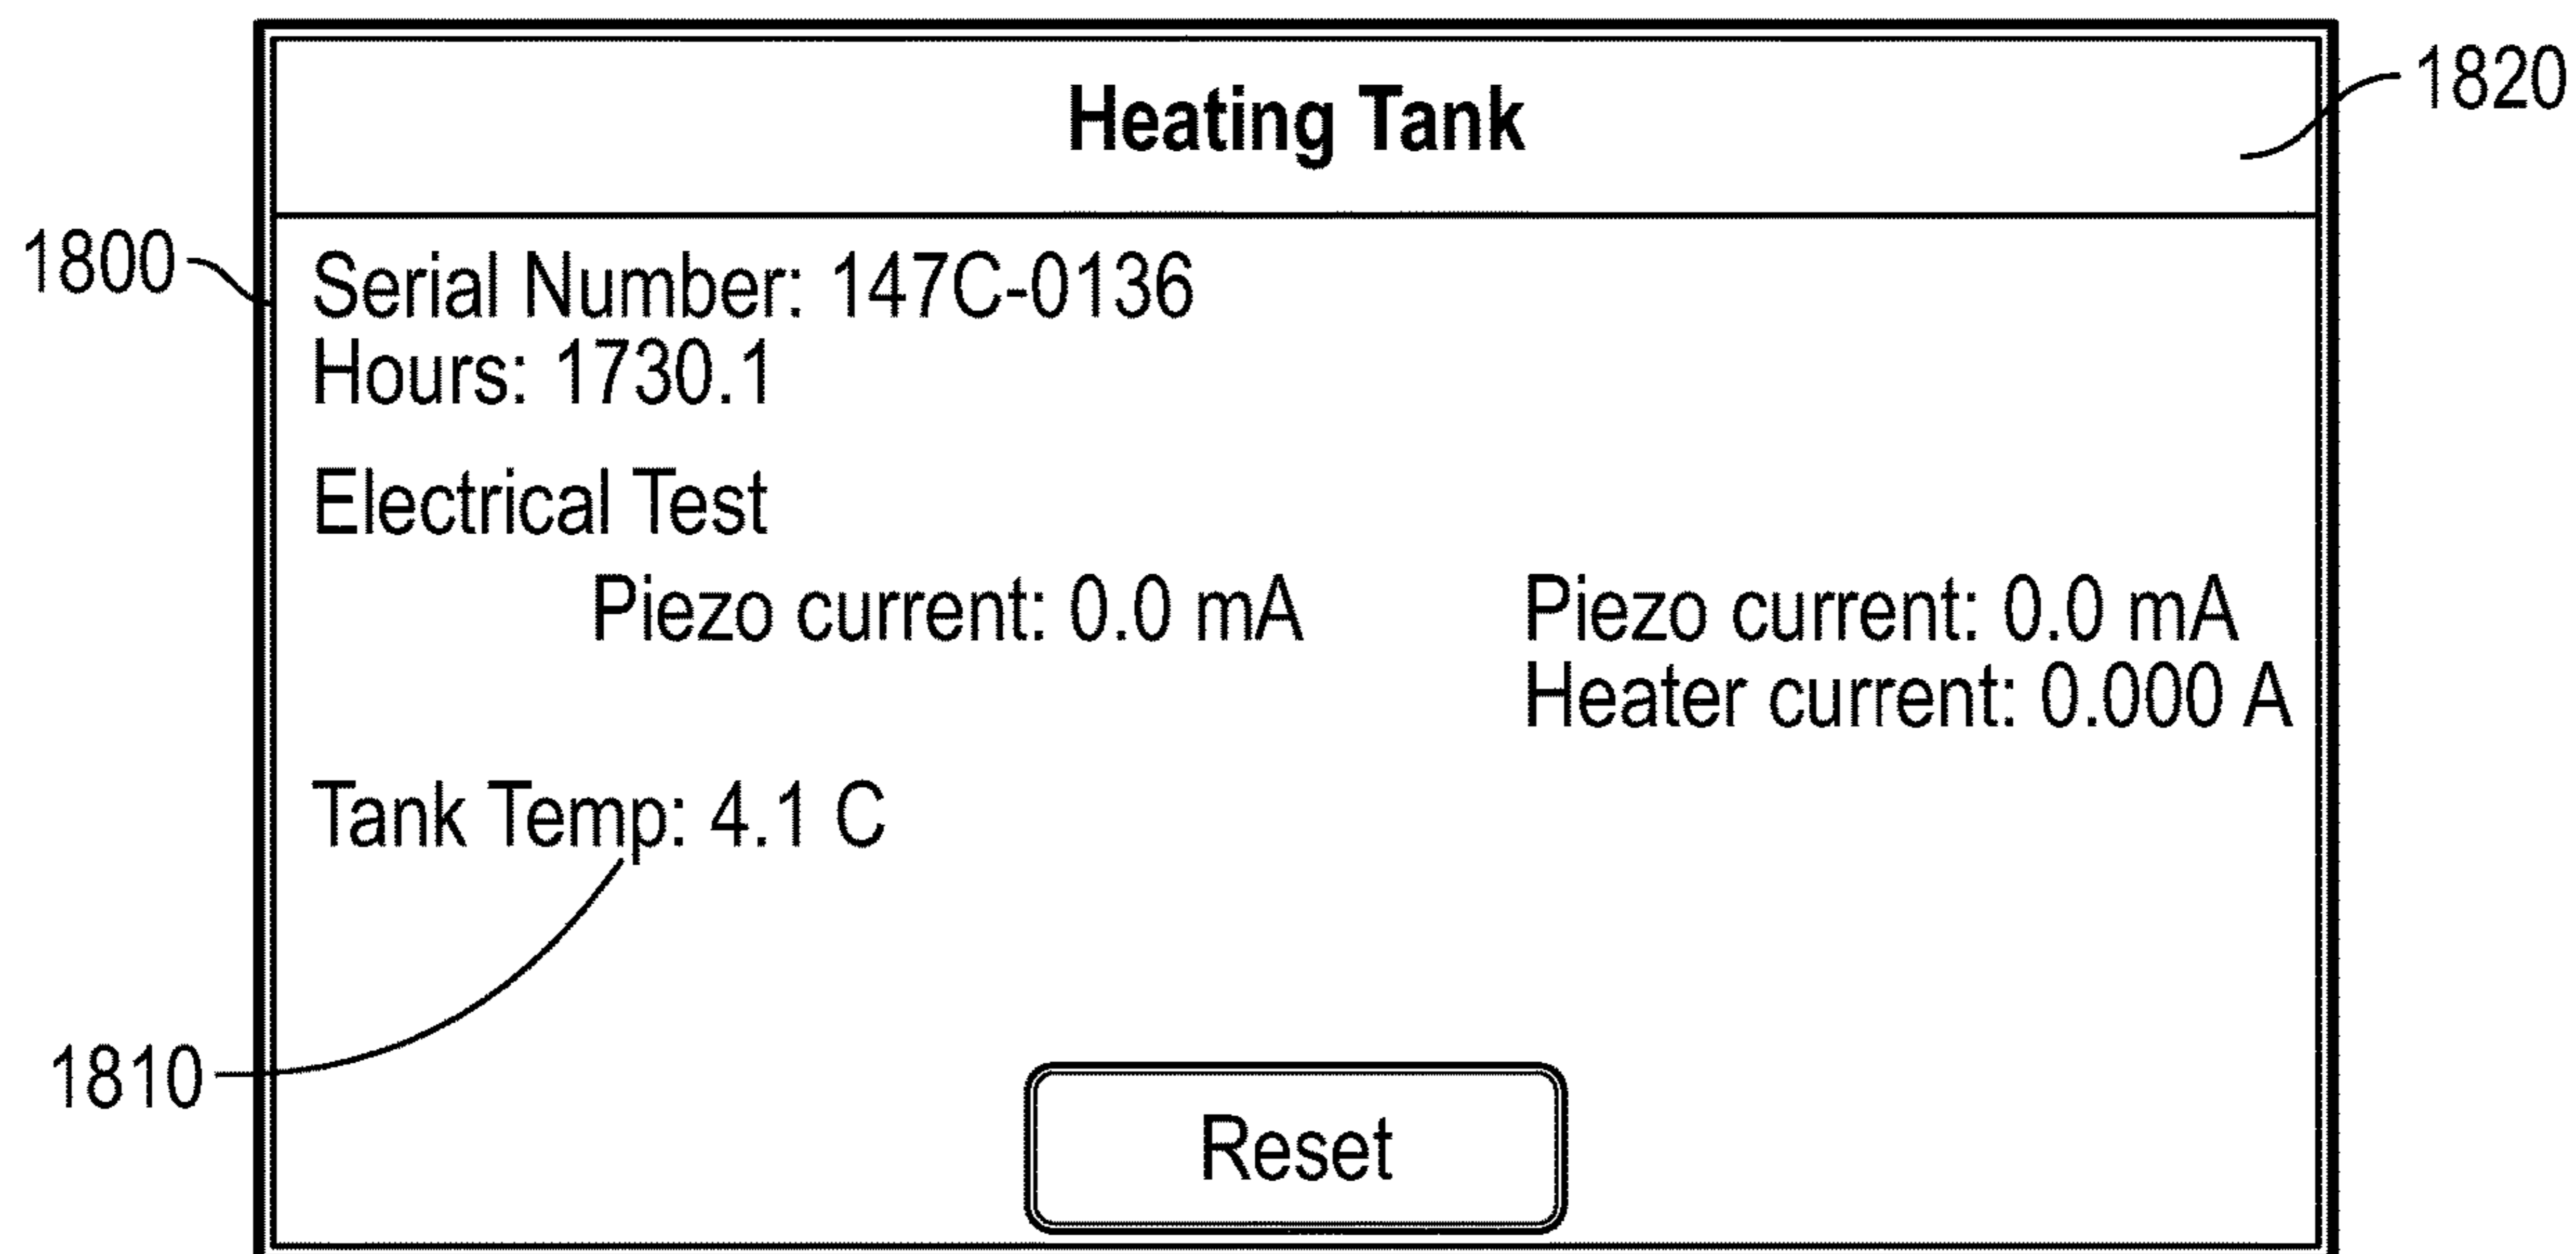 Heating Tank
1820
1800
Serial Number: 147C-0136
Hours: 1730.1
Electrical Test
Piezo current: 0.0 mA Piezo current: 0.0 mA
Heater current: 0.000 A
Tank Temp: 4.1 C
1810
Reset